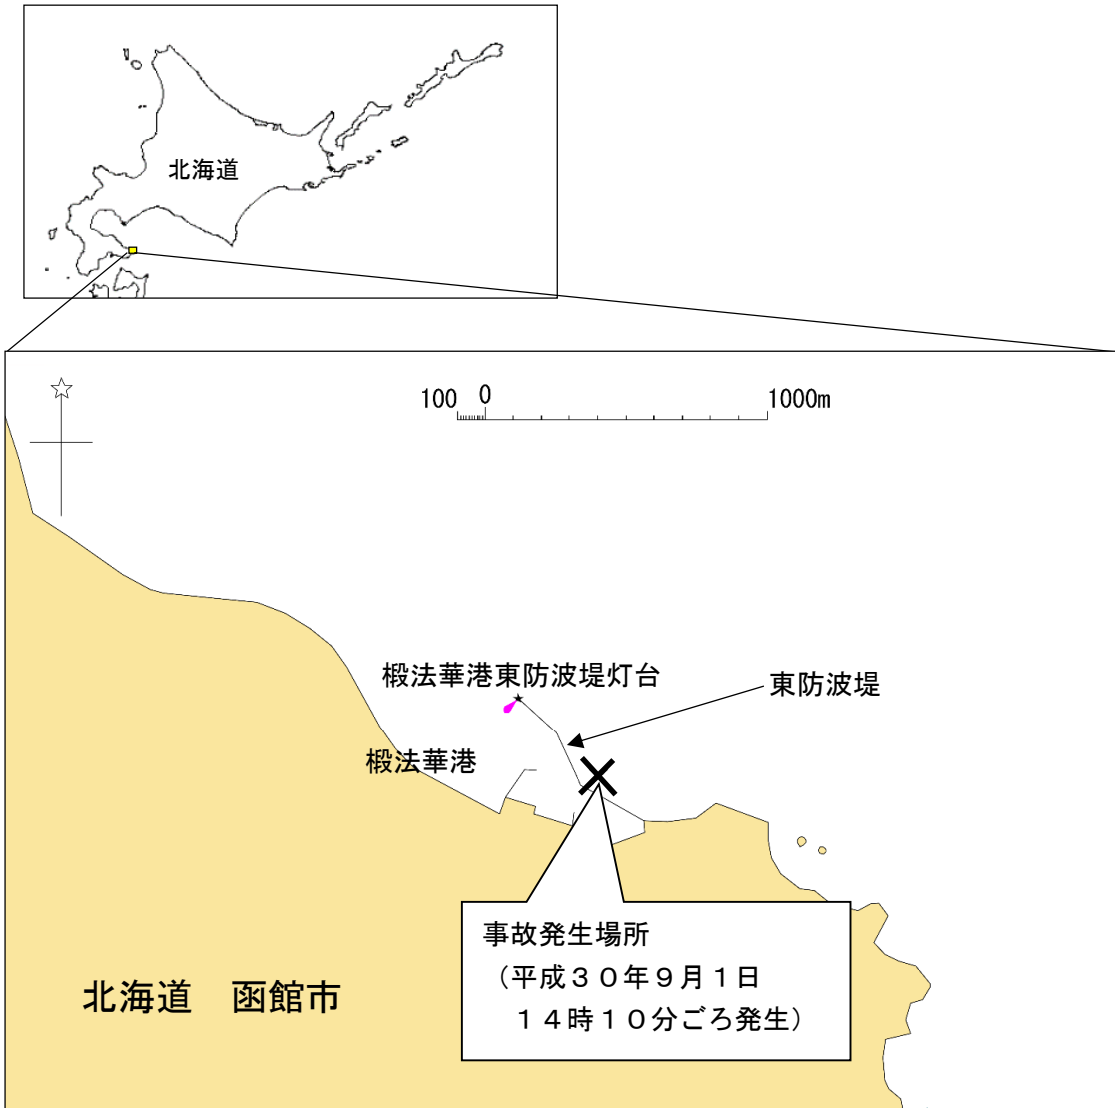 北海道
100 0 1000m
椴法華港東防波堤灯台
東防波堤
椴法華港
事故発生場所
（平成３０年９月１日
１４時１０分ごろ発生）
北海道　函館市